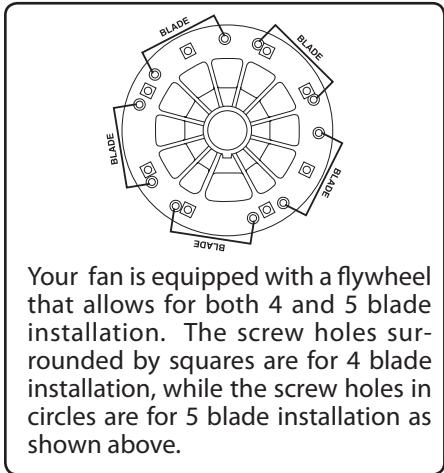 BLADE
BLADE
BLADE
BLADE
BLADE
Your fan is equipped with a flywheel
that allows for both 4 and 5 blade
installation. The screw holes sur-
rounded by squares are for 4 blade
installation, while the screw holes in
circles are for 5 blade installation as
shown above.